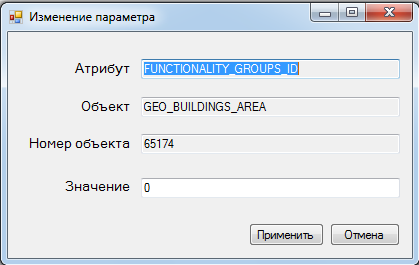 Изменение параметра
Атрибут FUNCTIONALITY_GROUPS_ID
Объект GEO_BUILDINGS_AREA
Номер объекта 65174
Значение 0
Применить Отмена